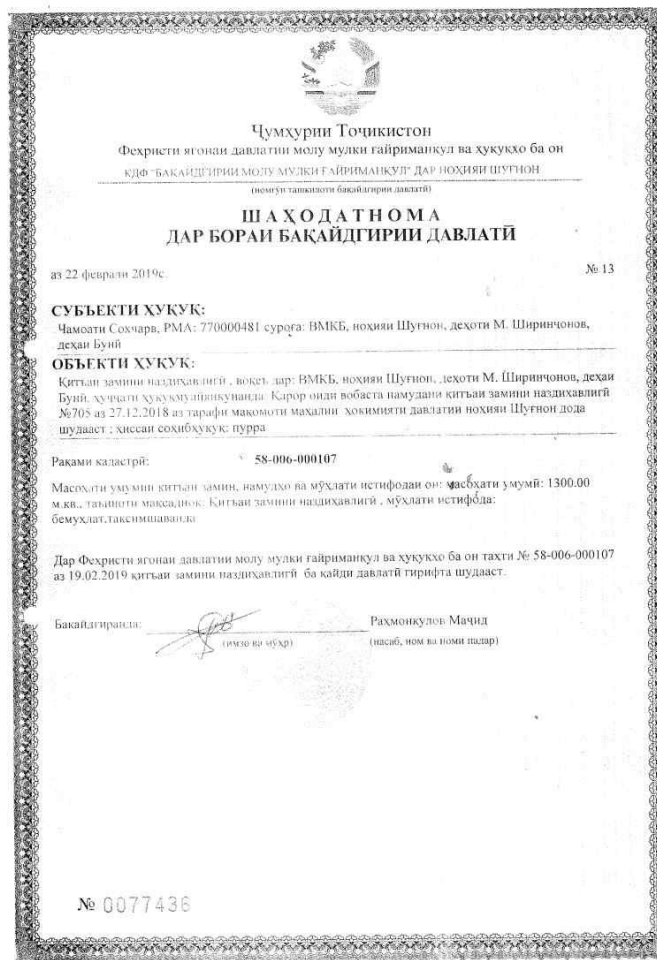 Ҷумҳурии Тоҷикистон
Феҳристи ягонаи давлатии молу мулки ғайриманқул ва ҳуқуқҳо ба он
КДФ "БАҚАЙДГИРИИ МОЛУ МУЛКИ ҒАЙРИМАНҚУЛ" ДАР НОҲИЯИ ШУҒНОН
(номгӯи ташкилоти бақайдгирии давлатӣ)
ШАҲОДАТНОМА
ДАР БОРАИ БАҚАЙДГИРИИ ДАВЛАТӢ
аз 22 феврали 2019с.
№ 13
СУБЪЕКТИ ҲУҚУҚ:
Ҷамоати Сохчарв, РМА: 770000481 суроға: ВМКБ, ноҳияи Шуғнон, деҳоти М. Ширинҷонов,
деҳаи Бунӣ
ОБЪЕКТИ ҲУҚУҚ:
Қитъаи замини наздиҳавлигӣ , воқеъ дар: ВМКБ, ноҳияи Шуғнон, деҳоти М. Ширинҷонов, деҳаи
Бунӣ, ҳуҷҷати ҳуқуқмуайянкунанда: Қарор оиди вобаста намудани қитъаи замини наздиҳавлигӣ
№705 аз 27.12.2018 аз тарафи мақомоти маҳалии ҳокимияти давлатии ноҳияи Шуғнон дода
шудааст ; ҳиссаи соҳибҳуқуқ: пурра
Рақами кадастрӣ:
58-006-000107
Масоҳати умумии қитъаи замин, намудҳо ва мӯҳлати истифодаи он: масоҳати умумӣ: 1300.00
м.кв., таъиноти мақсаднок: Қитъаи замини наздиҳавлигӣ , мӯҳлати истифода:
бемуҳлат.тақсимшаванда
Дар Феҳристи ягонаи давлатии молу мулки ғайриманқул ва ҳуқуқҳо ба он таҳти № 58-006-000107
аз 19.02.2019 қитъаи замини наздиҳавлигӣ ба қайди давлатӣ гирифта шудааст.
Бақайдгиранда:
Раҳмонқулов Маҷид
(имзо ва мӯҳр)
(насаб, ном ва номи падар)
№ 0077436